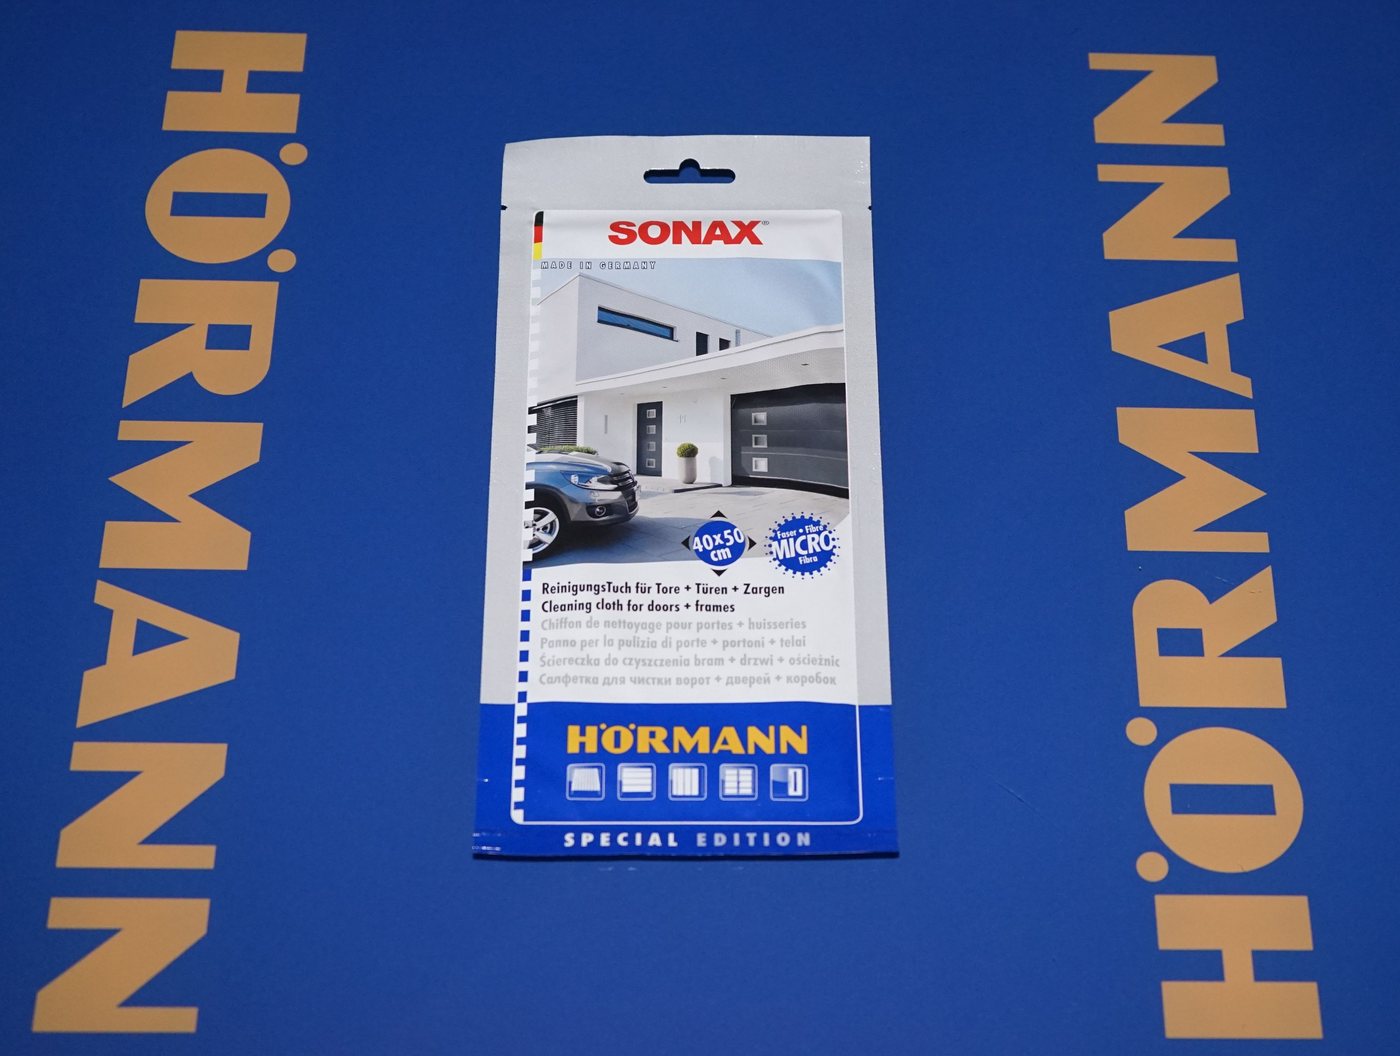 HÖRMANN
SONAX®
MADE IN GERMANY
40x50
cm
Faser • Fibre
MICRO
Fibra
ReinigungsTuch für Tore + Türen + Zargen
Cleaning cloth for doors + frames
Chiffon de nettoyage pour portes + huisseries
Panno per la pulizia di porte + portoni + telai
Ściereczka do czyszczenia bram + drzwi + ościeżnic
Салфетка для чистки ворот + дверей + коробок
HÖRMANN
SPECIAL EDITION
HÖRMANN